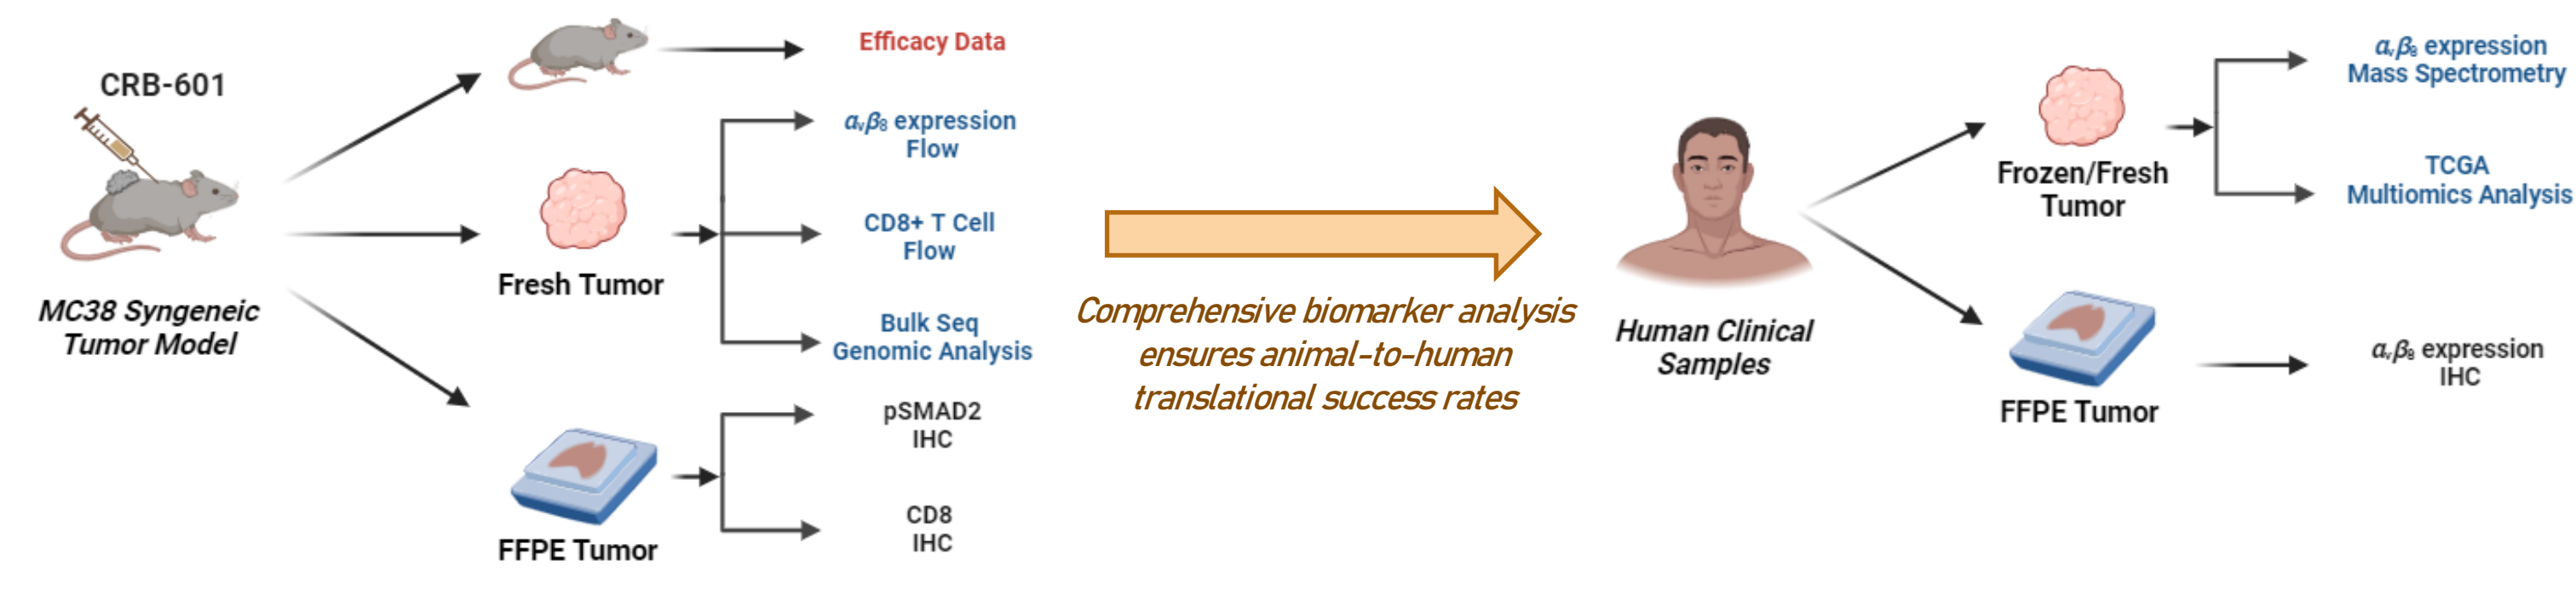 CRB-601
MC38 Syngeneic
Tumor Model
Efficacy Data
Fresh Tumor
αᵥβ₈ expression
Flow
CD8+ T Cell
Flow
Bulk Seq
Genomic Analysis
FFPE Tumor
pSMAD2
IHC
CD8
IHC
Comprehensive biomarker analysis
ensures animal-to-human
translational success rates
Human Clinical
Samples
Frozen/Fresh
Tumor
αᵥβ₈ expression
Mass Spectrometry
TCGA
Multiomics Analysis
FFPE Tumor
αᵥβ₈ expression
IHC